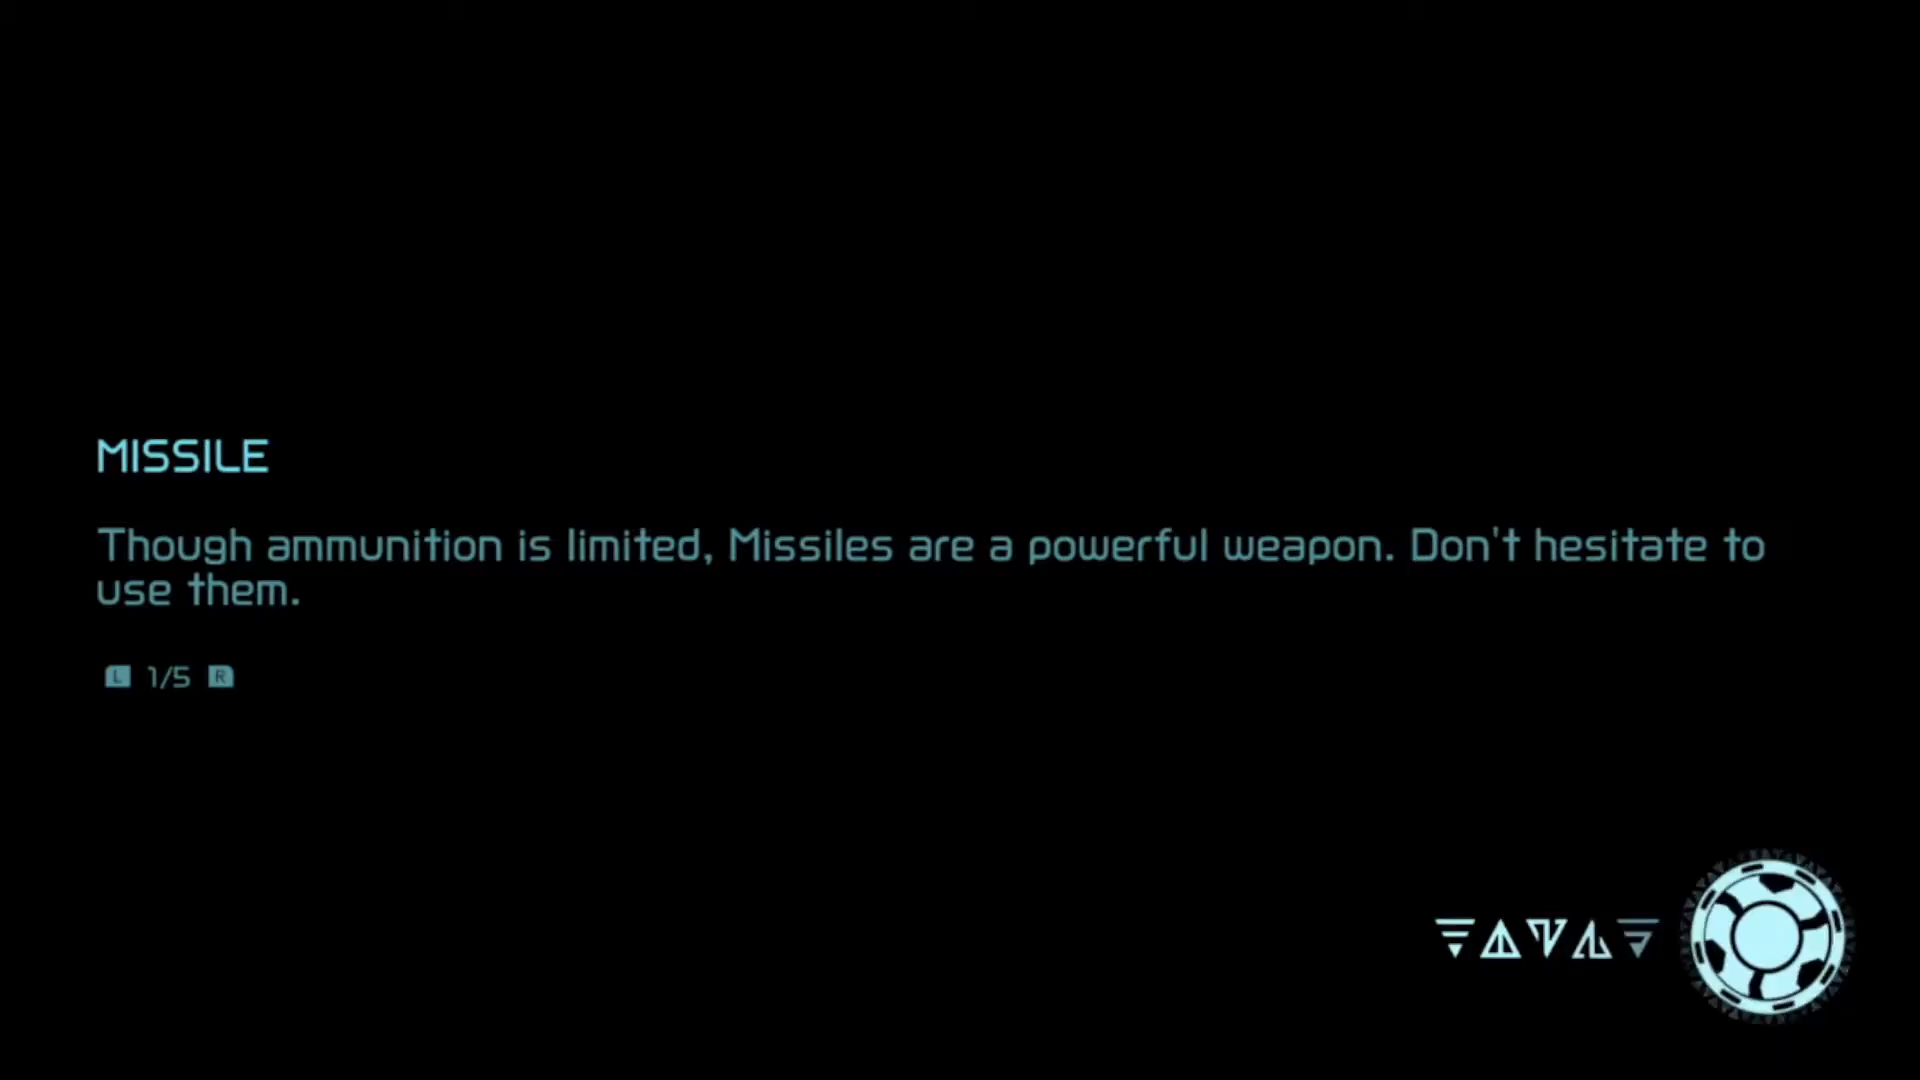 MISSILE
Though ammunition is limited, Missiles are a powerful weapon. Don't hesitate to
use them.
L 1/5 R